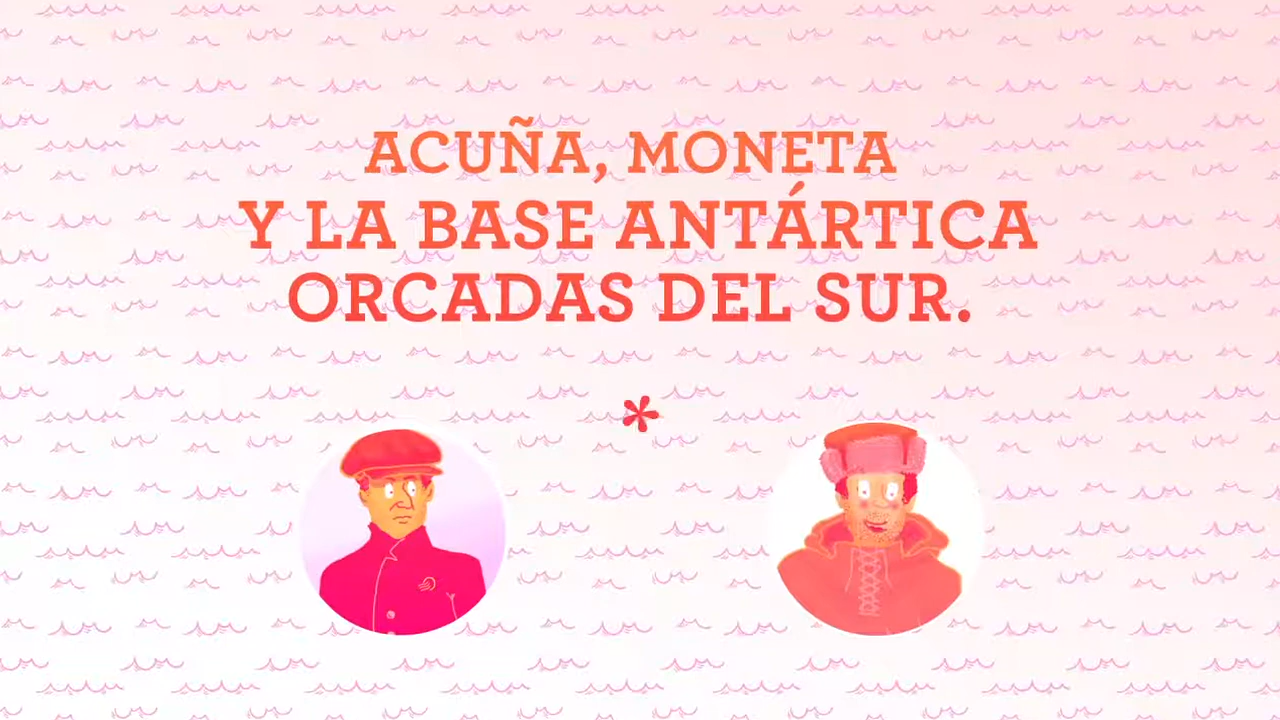 ACUÑA, MONETA
Y LA BASE ANTÁRTICA
ORCADAS DEL SUR.
*